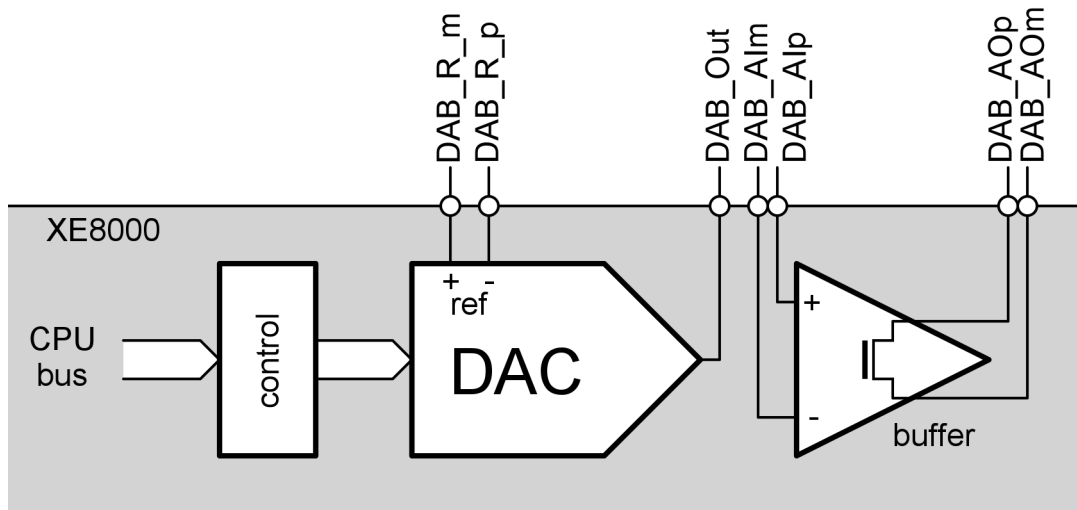 DAB_R_m
DAB_R_p
DAB_Out
DAB_AIm
DAB_AIp
DAB_AOp
DAB_AOm
XE8000
+ -
ref
CPU
bus
control
DAC
+
-
buffer